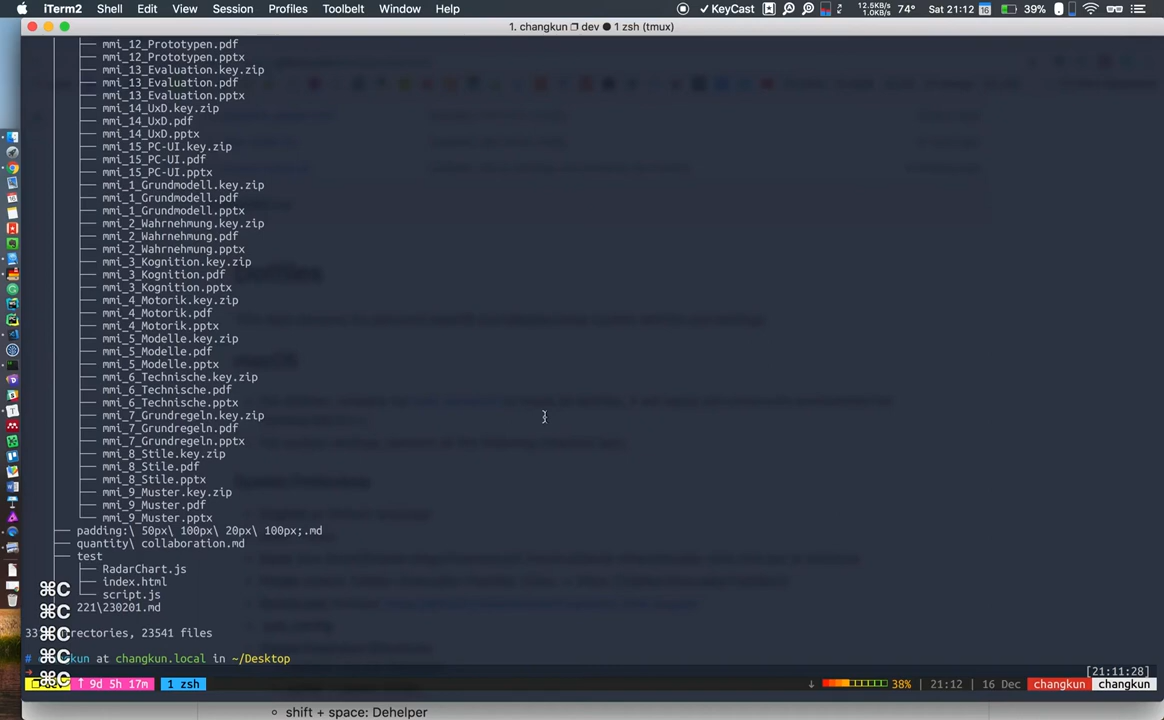 iTerm2 Shell Edit View Session Profiles Toolbelt Window Help KeyCast 12.5KB/s 1.0KB/s 74° Sat 21:12 16 39%
1. changkun dev 1 zsh (tmux)
mmi_12_Prototypen.pdf
mmi_12_Prototypen.pptx
mmi_13_Evaluation.key.zip
mmi_13_Evaluation.pdf
mmi_13_Evaluation.pptx
mmi_14_UxD.key.zip
mmi_14_UxD.pdf
mmi_14_UxD.pptx
mmi_15_PC-UI.key.zip
mmi_15_PC-UI.pdf
mmi_15_PC-UI.pptx
mmi_1_Grundmodell.key.zip
mmi_1_Grundmodell.pdf
mmi_1_Grundmodell.pptx
mmi_2_Wahrnehmung.key.zip
mmi_2_Wahrnehmung.pdf
mmi_2_Wahrnehmung.pptx
mmi_3_Kognition.key.zip
mmi_3_Kognition.pdf
mmi_3_Kognition.pptx
mmi_4_Motorik.key.zip
mmi_4_Motorik.pdf
mmi_4_Motorik.pptx
mmi_5_Modelle.key.zip
mmi_5_Modelle.pdf
mmi_5_Modelle.pptx
mmi_6_Technische.key.zip
mmi_6_Technische.pdf
mmi_6_Technische.pptx
mmi_7_Grundregeln.key.zip
mmi_7_Grundregeln.pdf
mmi_7_Grundregeln.pptx
mmi_8_Stile.key.zip
mmi_8_Stile.pdf
mmi_8_Stile.pptx
mmi_9_Muster.key.zip
mmi_9_Muster.pdf
mmi_9_Muster.pptx
padding:\ 50px\ 100px\ 20px\ 100px;.md
quantity\ collaboration.md
test
RadarChart.js
index.html
script.js
⌘C
221\230201.md
⌘C
⌘C
33 rectories, 23541 files
⌘C
# kun at changkun.local in ~/Desktop
⌘C
[21:11:28]
↑ 9d 5h 17m 1 zsh ↓ 38% | 21:12 | 16 Dec changkun changkun
shift + space: Dehelper